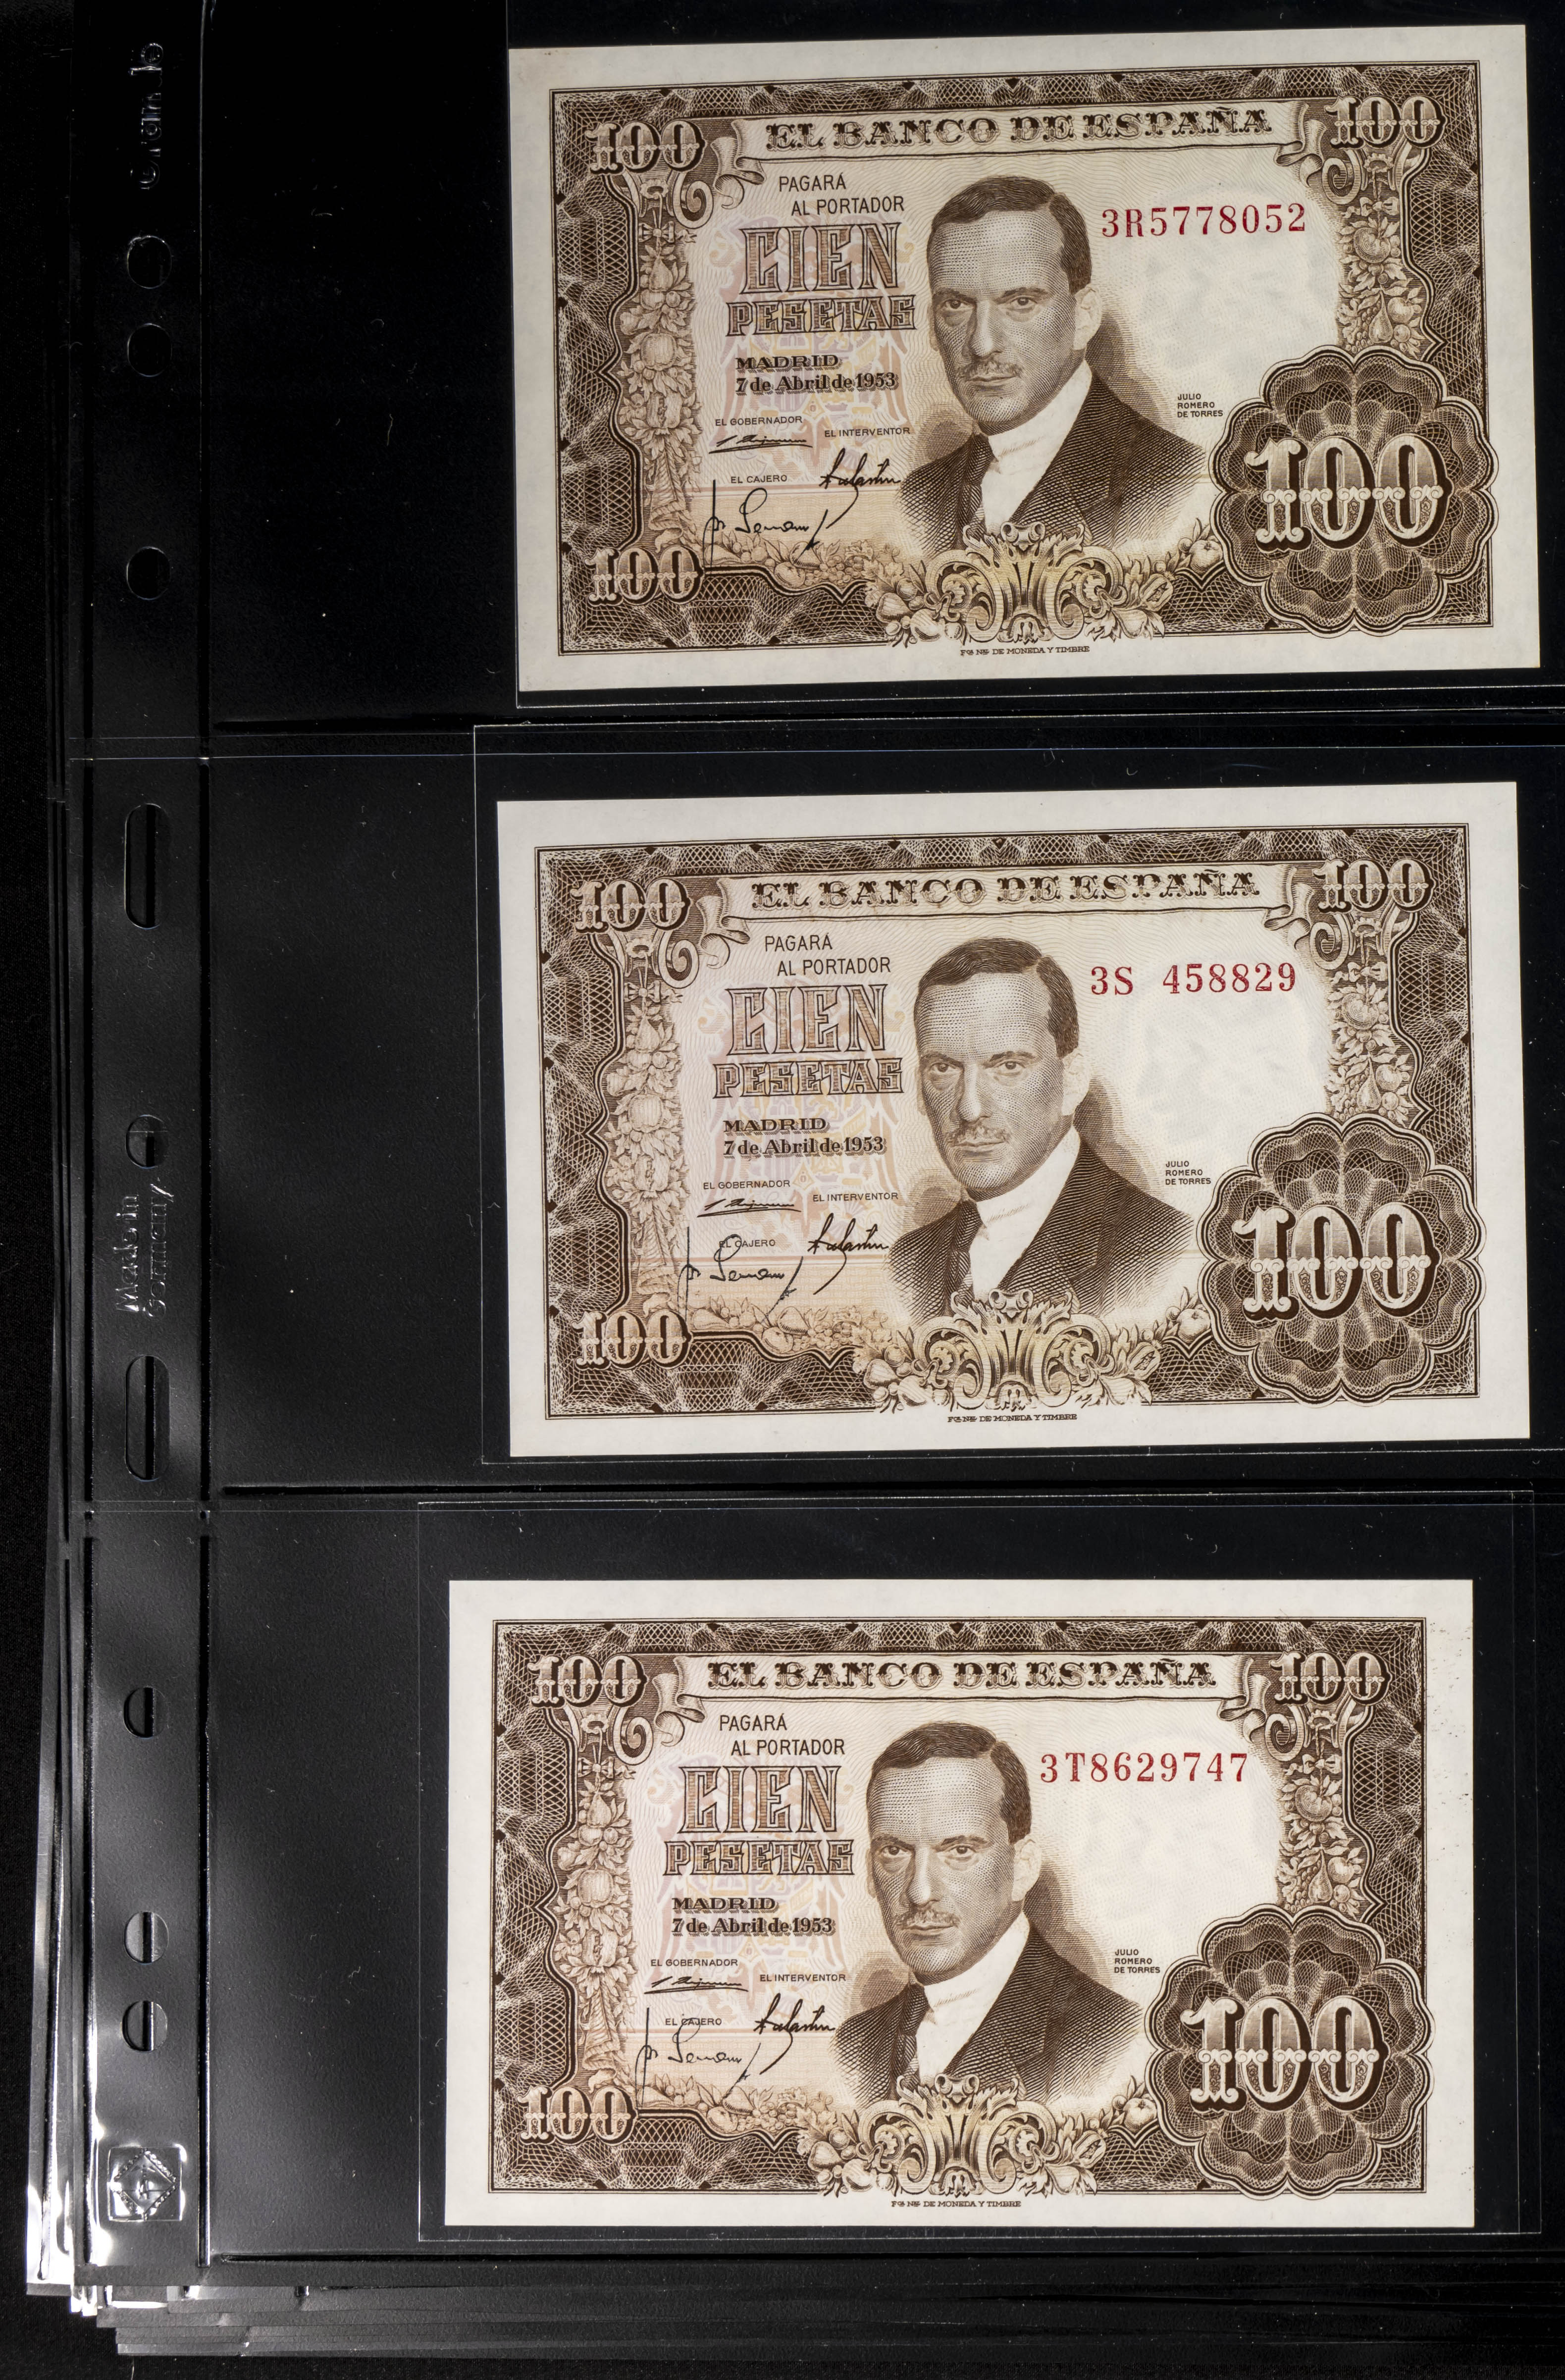 Grande
Made in
Germany
100 EL BANCO DE ESPAÑA 100
PAGARÁ
AL PORTADOR
3R5778052
CIEN
PESETAS
MADRID
7 de Abril de 1953
JULIO
ROMERO
DE TORRES
EL GOBERNADOR
EL INTERVENTOR
EL CAJERO
100
100
FCA NAL DE MONEDA Y TIMBRE
100 EL BANCO DE ESPAÑA 100
PAGARÁ
AL PORTADOR
3S 458829
CIEN
PESETAS
MADRID
7 de Abril de 1953
JULIO
ROMERO
DE TORRES
EL GOBERNADOR
EL INTERVENTOR
EL CAJERO
100
100
FCA NAL DE MONEDA Y TIMBRE
100 EL BANCO DE ESPAÑA 100
PAGARÁ
AL PORTADOR
3T8629747
CIEN
PESETAS
MADRID
7 de Abril de 1953
JULIO
ROMERO
DE TORRES
EL GOBERNADOR
EL INTERVENTOR
EL CAJERO
100
100
FCA NAL DE MONEDA Y TIMBRE